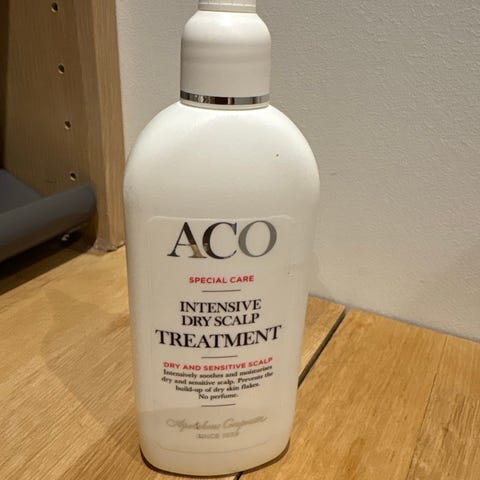 ACO
SPECIAL CARE
INTENSIVE
DRY SCALP
TREATMENT
DRY AND SENSITIVE SCALP
Intensively soothes and moisturises
dry and sensitive scalp. Prevents the
build-up of dry skin flakes.
No perfume.
SINCE 1939